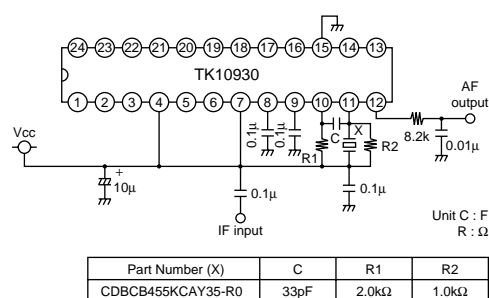 24 23 22 21 20 19 18 17 16 15 14 13
TK10930
1 2 3 4 5 6 7 8 9 10 11 12
AF
output
Vcc
+
10μ
0.1μ
0.1μ
C
X
R1
R2
8.2k
0.01μ
0.1μ
0.1μ
IF input
Unit C : F
R : Ω
Part Number (X) C R1 R2
CDBCB455KCAY35-R0 33pF 2.0kΩ 1.0kΩ